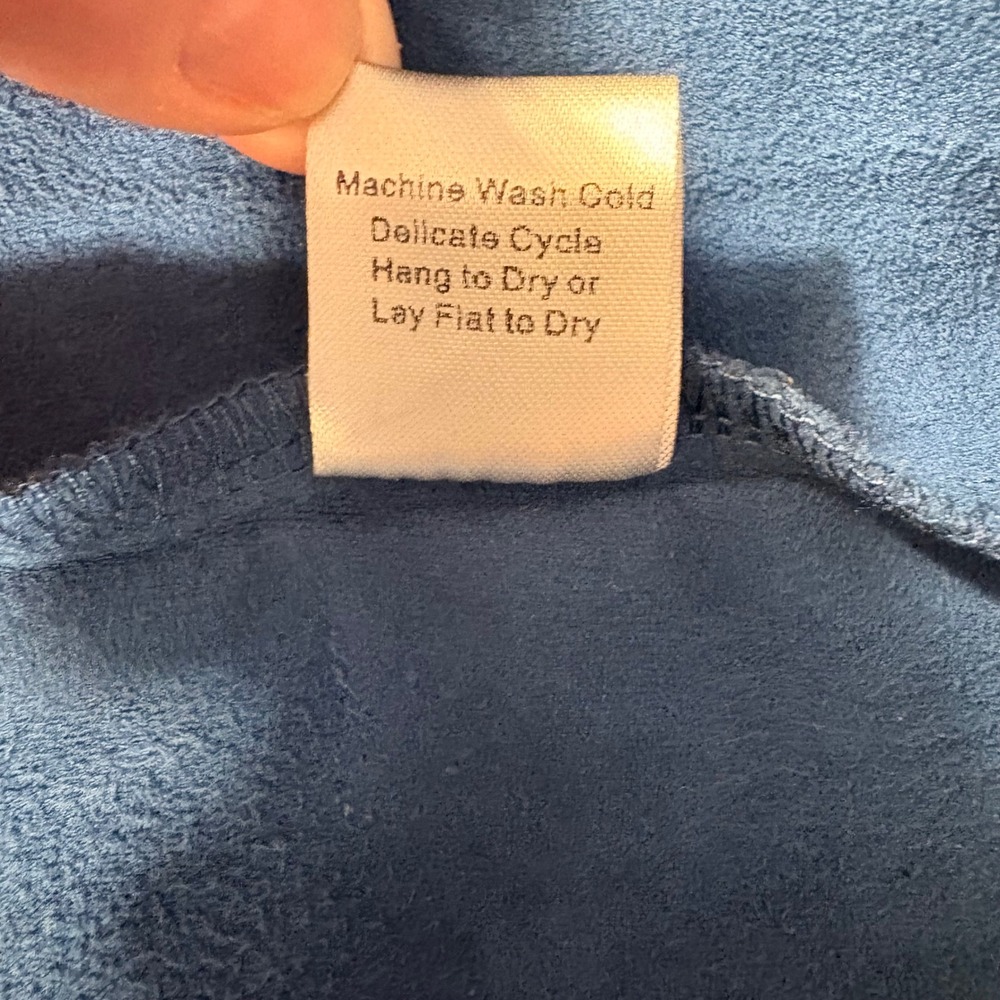 Machine Wash Cold
Delicate Cycle
Hang to Dry or
Lay Flat to Dry